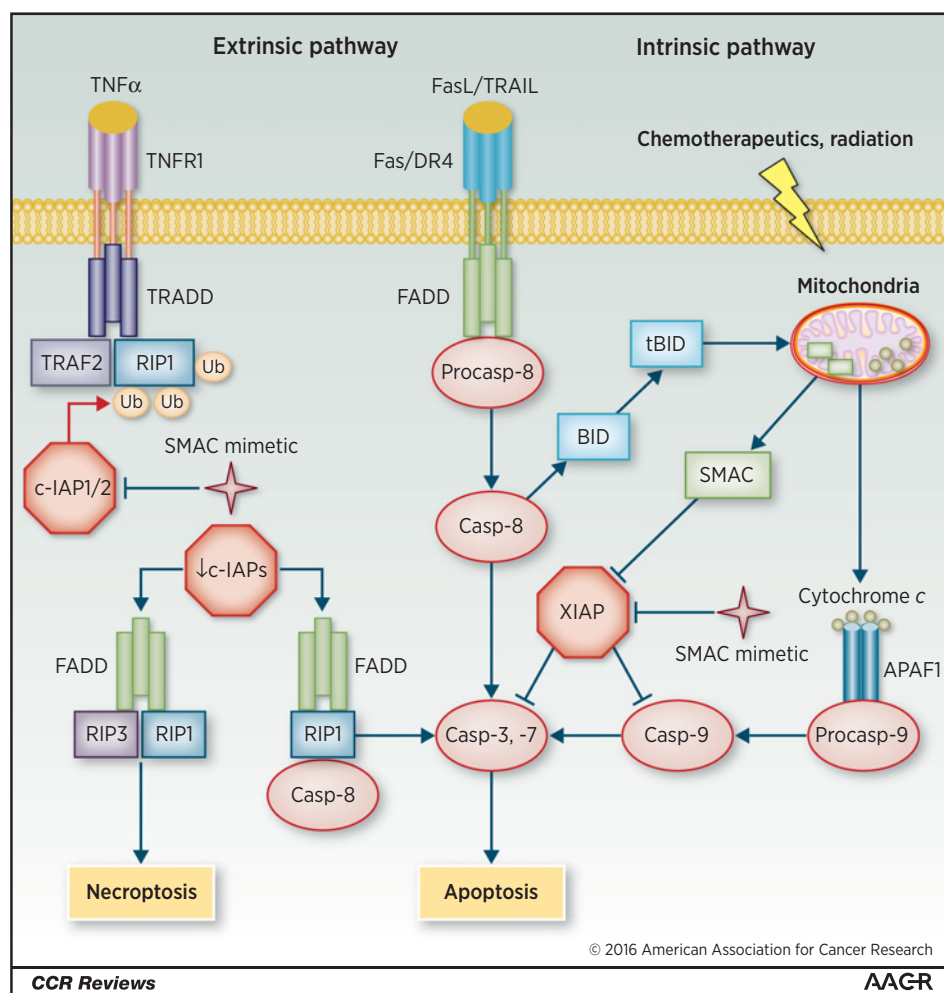 Extrinsic pathway
Intrinsic pathway
TNFα
FasL/TRAIL
TNFR1
Fas/DR4
Chemotherapeutics, radiation
TRADD
FADD
Mitochondria
TRAF2
RIP1
Ub
Ub
Ub
Procasp-8
tBID
BID
SMAC mimetic
c-IAP1/2
SMAC
Casp-8
↓c-IAPs
XIAP
Cytochrome c
SMAC mimetic
APAF1
FADD
FADD
RIP3
RIP1
RIP1
Casp-8
Casp-3, -7
Casp-9
Procasp-9
Necroptosis
Apoptosis
© 2016 American Association for Cancer Research
CCR Reviews
AACR